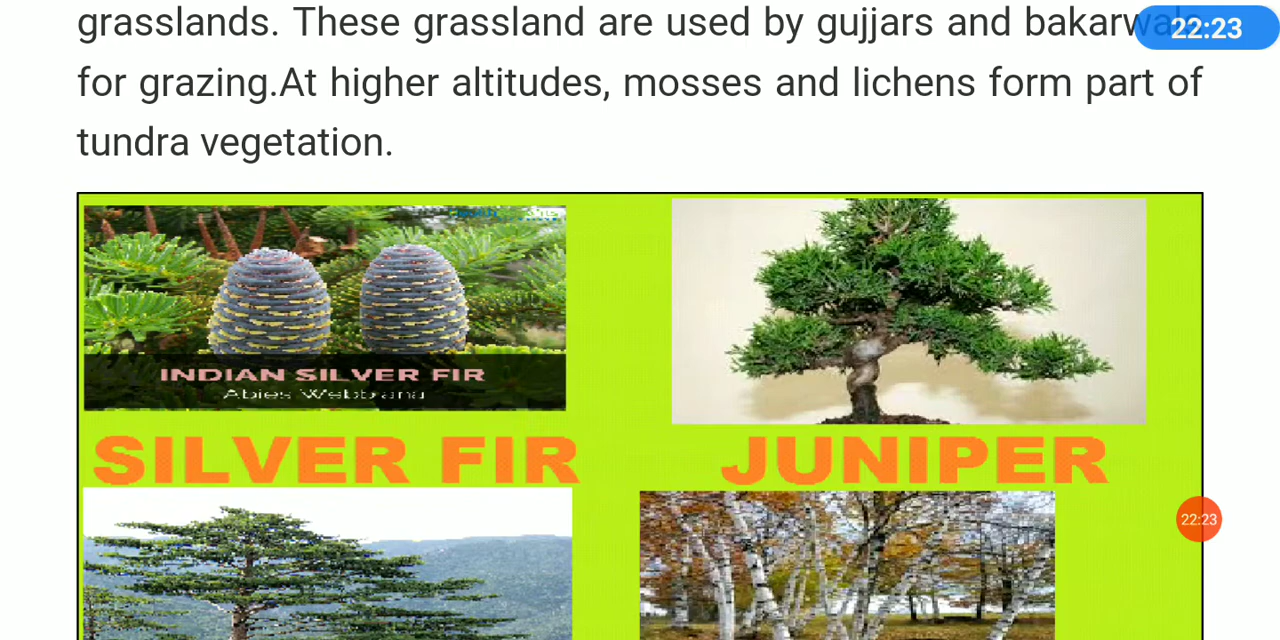 grasslands. These grassland are used by gujjars and
22:23
for grazing.At higher altitudes, mosses and lichens form part of
tundra vegetation.
INDIAN SILVER FIR
Abies
SILVER FIR
JUNIPER
22:23